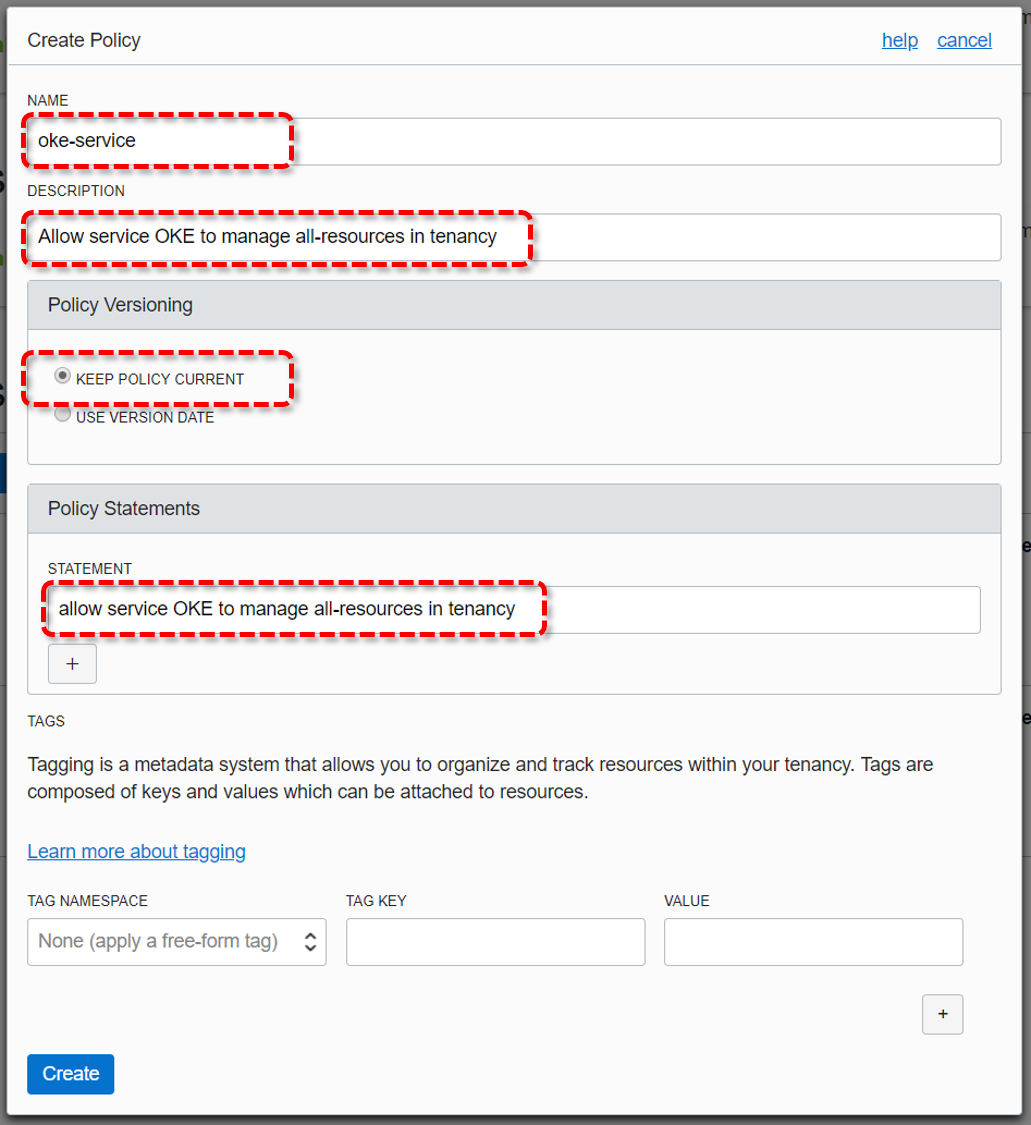 Create Policy help cancel
NAME
oke-service
DESCRIPTION
Allow service OKE to manage all-resources in tenancy
Policy Versioning
KEEP POLICY CURRENT
USE VERSION DATE
Policy Statements
STATEMENT
allow service OKE to manage all-resources in tenancy
+
TAGS
Tagging is a metadata system that allows you to organize and track resources within your tenancy. Tags are
composed of keys and values which can be attached to resources.
Learn more about tagging
TAG NAMESPACE TAG KEY VALUE
None (apply a free-form tag)
+
Create